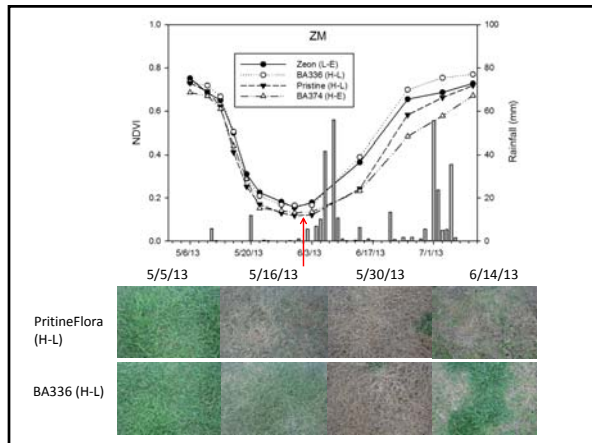 ZM
1.0
100
0.8
80
0.6
60
0.4
40
0.2
20
0.0
0
NDVI
Rainfall (mm)
Zeon (L-E)
BA336 (H-L)
Pristine (H-L)
BA374 (H-E)
5/6/13 5/20/13 6/3/13 6/17/13 7/1/13
5/5/13 5/16/13 5/30/13 6/14/13
PritineFlora
(H-L)
BA336 (H-L)